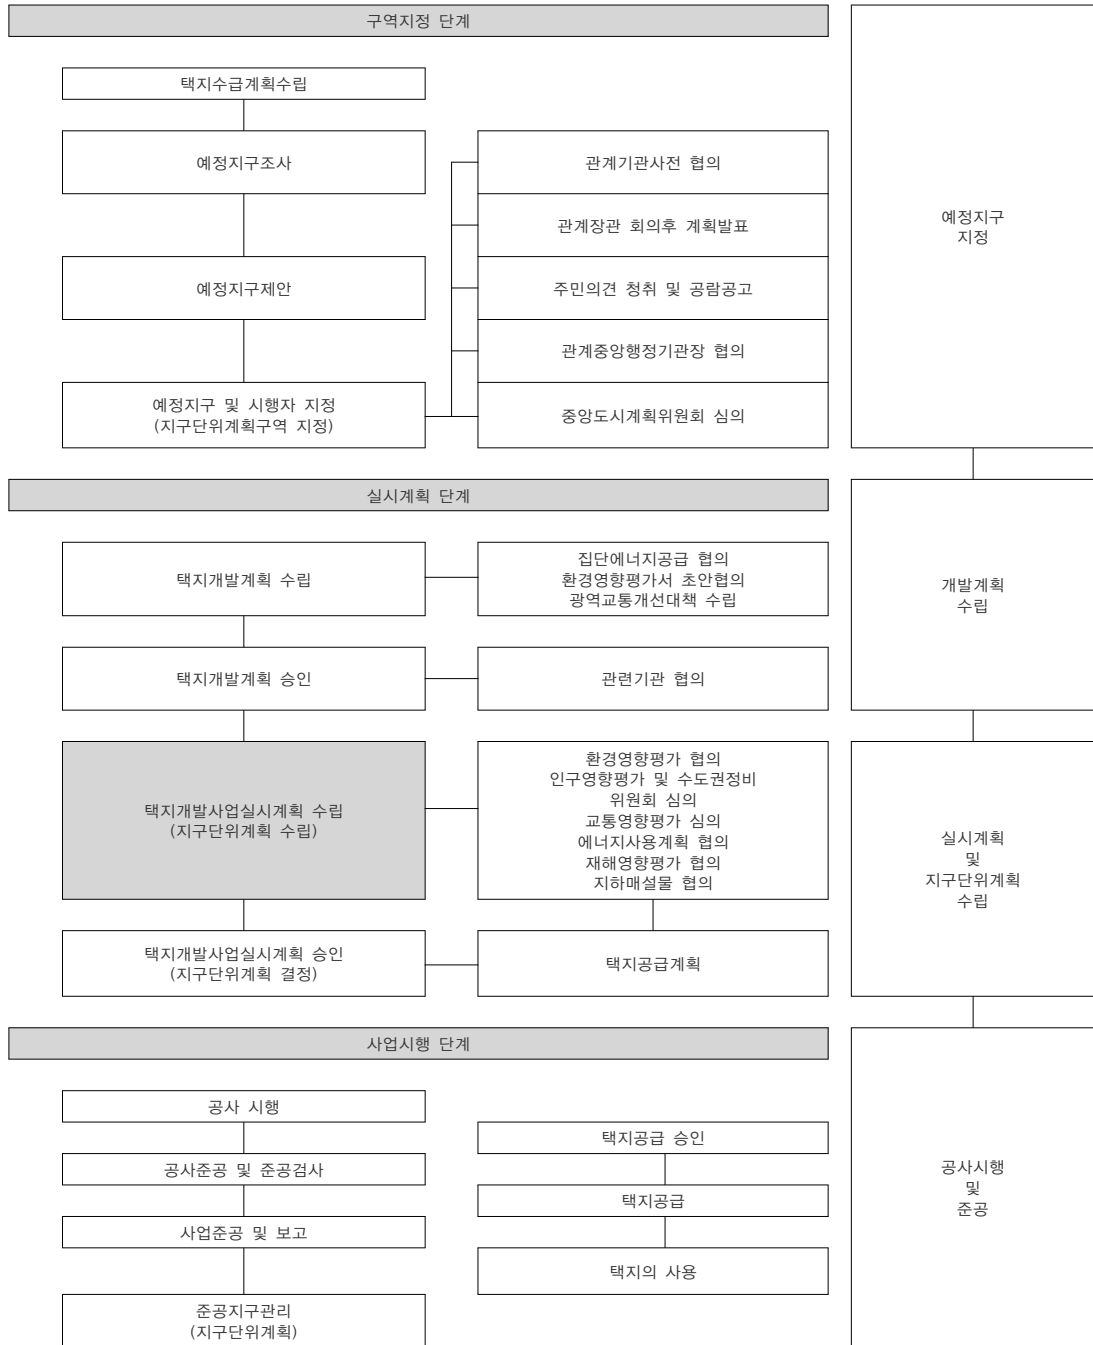 구역지정 단계
택지수급계획수립
예정지구조사
예정지구제안
예정지구 및 시행자 지정
(지구단위계획구역 지정)
관계기관사전 협의
관계장관 회의후 계획발표
주민의견 청취 및 공람공고
관계중앙행정기관장 협의
중앙도시계획위원회 심의
예정지구
지정
실시계획 단계
택지개발계획 수립
집단에너지공급 협의
환경영향평가서 초안협의
광역교통개선대책 수립
택지개발계획 승인
관련기관 협의
개발계획
수립
택지개발사업실시계획 수립
(지구단위계획 수립)
환경영향평가 협의
인구영향평가 및 수도권정비
위원회 심의
교통영향평가 심의
에너지사용계획 협의
재해영향평가 협의
지하매설물 협의
택지개발사업실시계획 승인
(지구단위계획 결정)
택지공급계획
실시계획
및
지구단위계획
수립
사업시행 단계
공사 시행
공사준공 및 준공검사
사업준공 및 보고
준공지구관리
(지구단위계획)
택지공급 승인
택지공급
택지의 사용
공사시행
및
준공